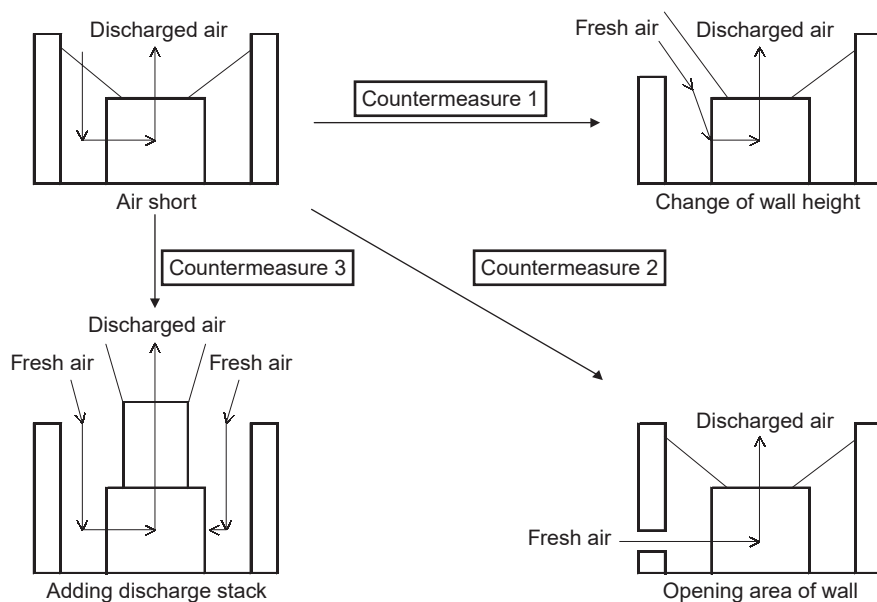 Discharged air
Air short
Countermeasure 1
Fresh air
Discharged air
Change of wall height
Countermeasure 3
Countermeasure 2
Discharged air
Fresh air
Fresh air
Adding discharge stack
Discharged air
Fresh air
Opening area of wall